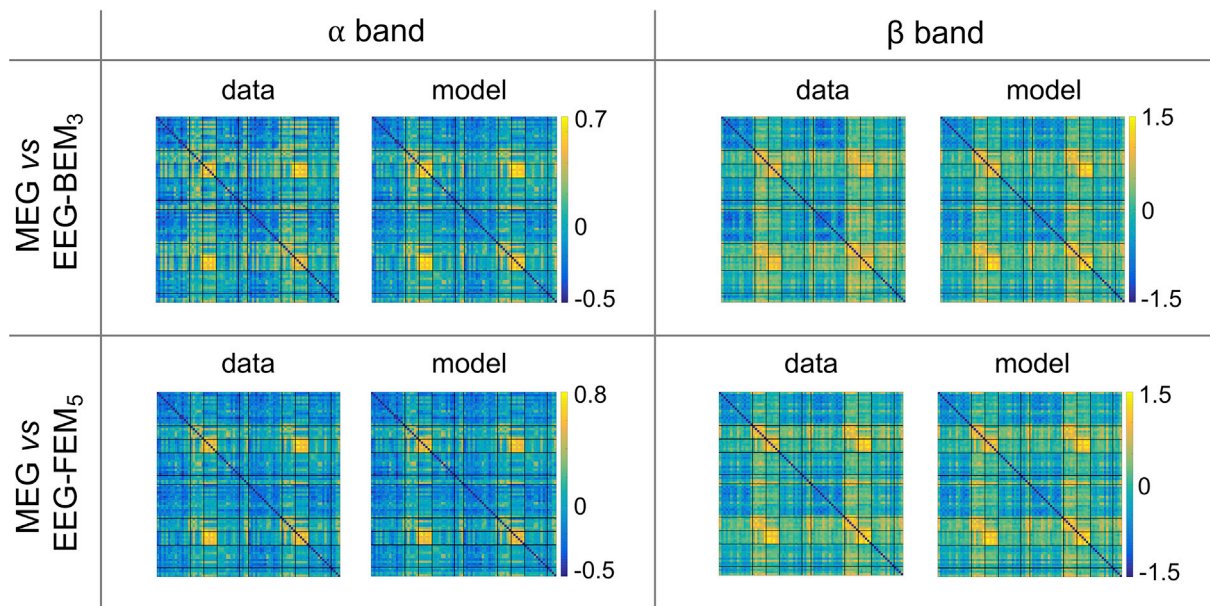 α band
β band
MEG vs
EEG-BEM₃
data
model
0.7
0
-0.5
data
model
1.5
0
-1.5
MEG vs
EEG-FEM₅
data
model
0.8
0
-0.5
data
model
1.5
0
-1.5